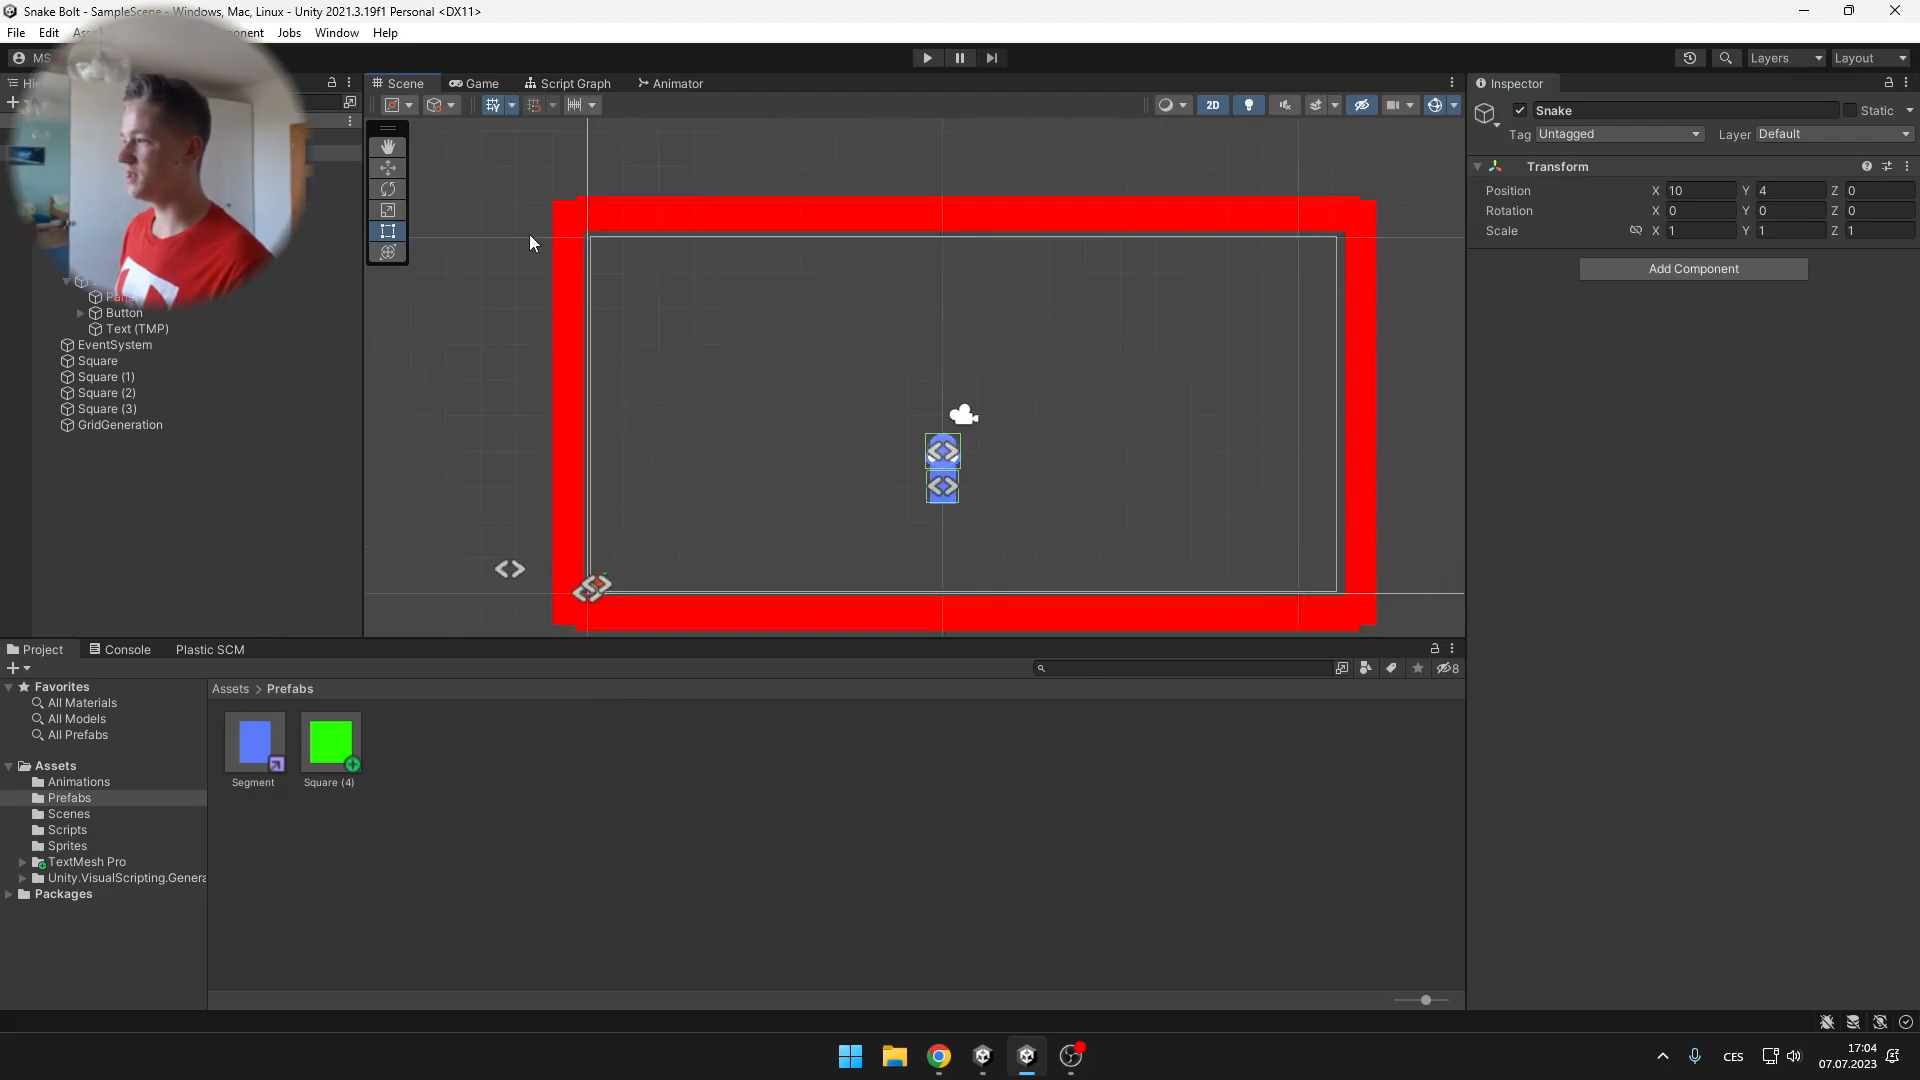 Snake Bolt - SampleScene - Windows, Mac, Linux - Unity 2021.3.19f1 Personal <DX11>
File Edit Jobs Window Help
MS Layers Layout
Scene Game Script Graph Animator Inspector
2D
Snake Static
Tag Untagged Layer Default
Transform
Position X 10 Y 4 Z 0
Rotation X 0 Y 0 Z 0
Scale X 1 Y 1 Z 1
Add Component
Button
Text (TMP)
EventSystem
Square
Square (1)
Square (2)
Square (3)
GridGeneration
Project Console Plastic SCM
8
Favorites
All Materials
All Models
All Prefabs
Assets
Animations
Prefabs
Scenes
Scripts
Sprites
TextMesh Pro
Unity.VisualScripting.Genera
Packages
Assets > Prefabs
Segment Square (4)
CES
17:04
07.07.2023